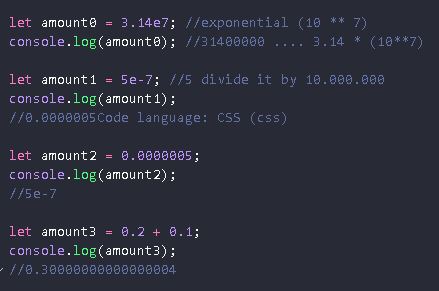 let amount0 = 3.14e7; //exponential (10 ** 7)
console.log(amount0); //31400000 .... 3.14 * (10**7)
let amount1 = 5e-7; //5 divide it by 10.000.000
console.log(amount1);
//0.0000005Code language: CSS (css)
let amount2 = 0.0000005;
console.log(amount2);
//5e-7
let amount3 = 0.2 + 0.1;
console.log(amount3);
//0.30000000000000004